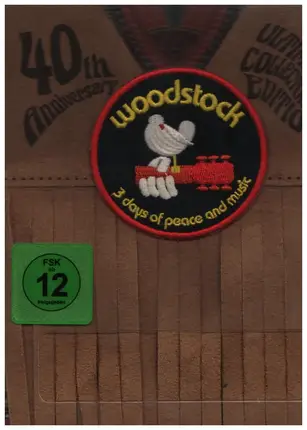 40th
Anniversary
ULTIMATE
COLLECTOR'S
EDITION
woodstock
3 days of peace and music
FSK
ab
12
freigegeben